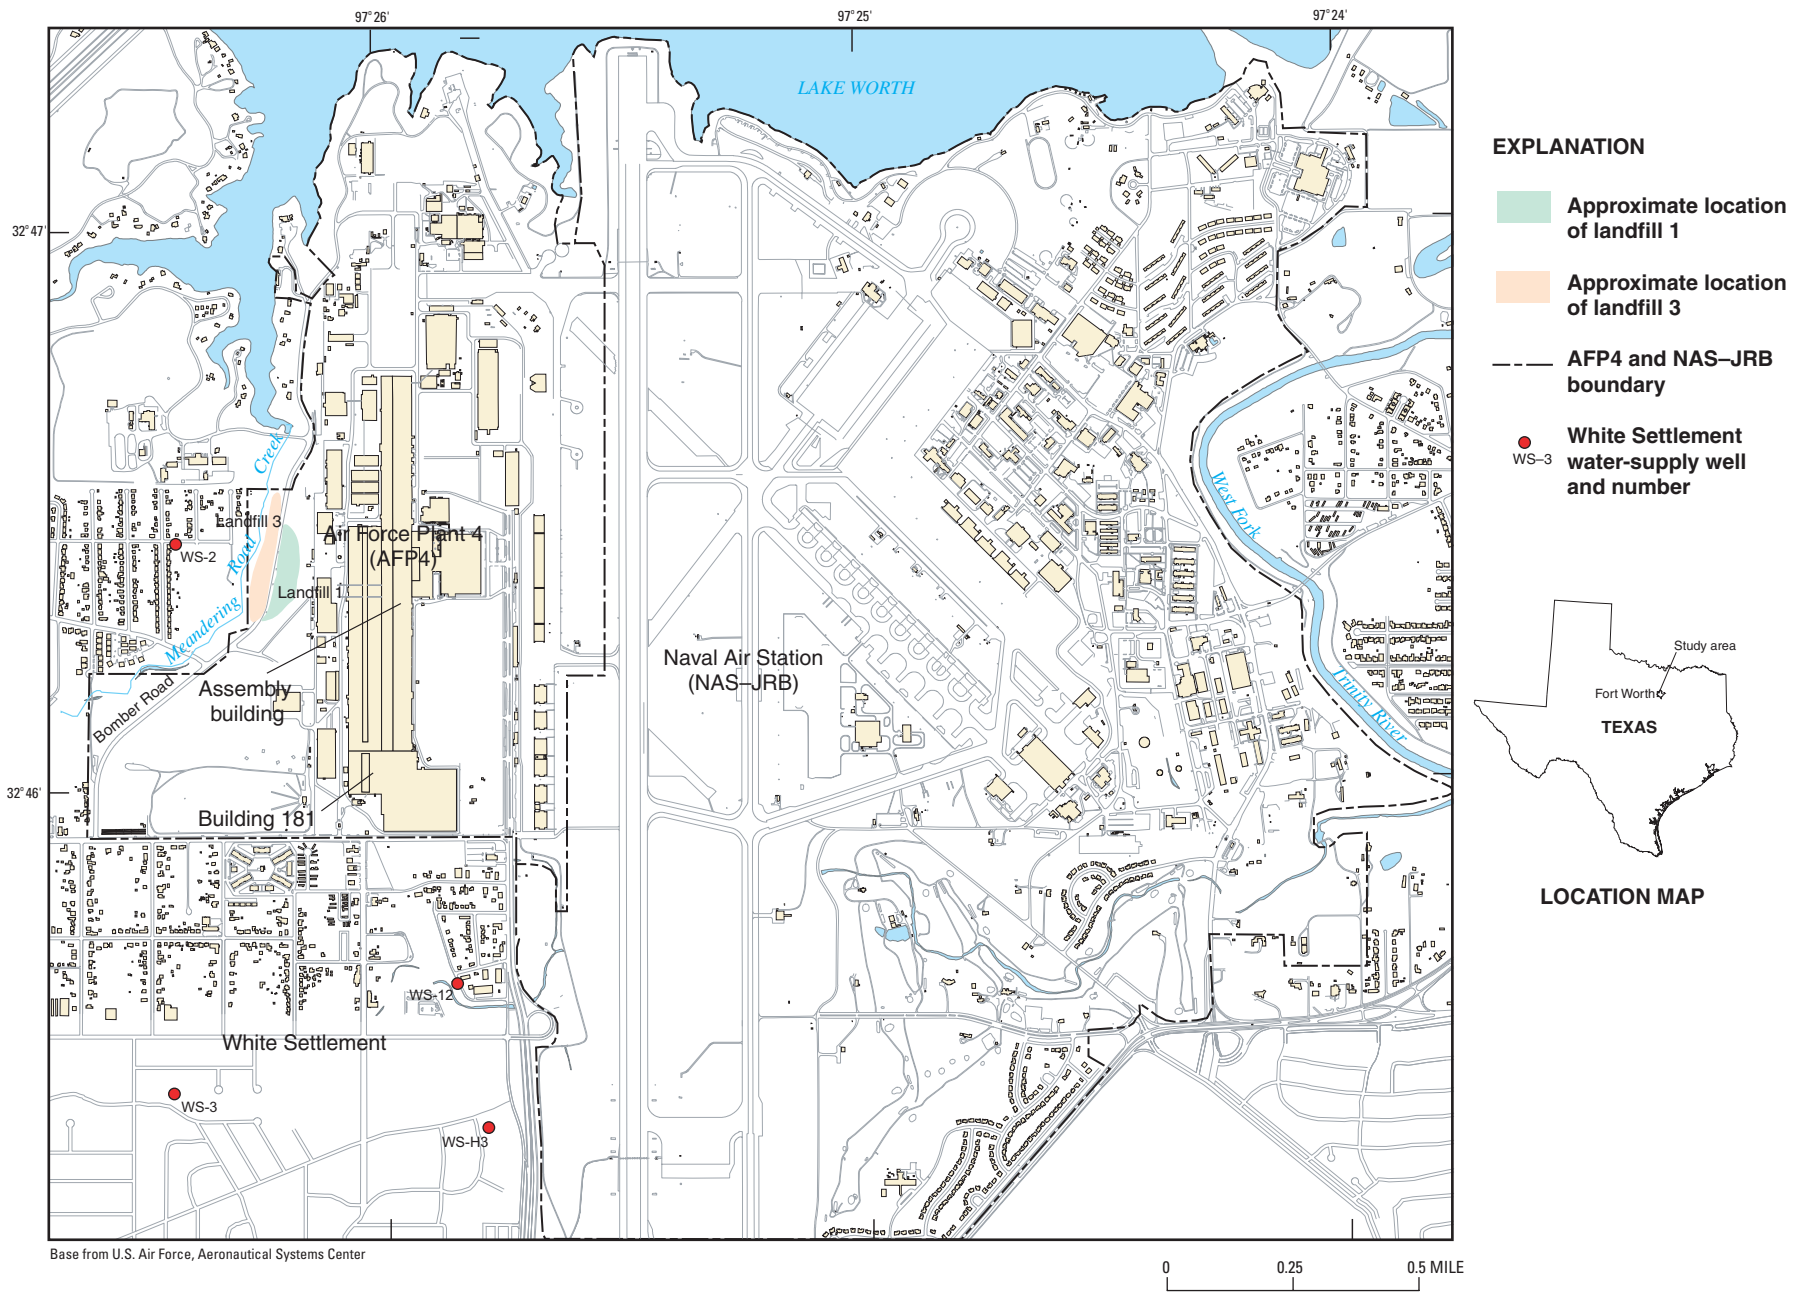 97°26'
97°25'
97°24'
LAKE WORTH
32°47'
Creek
Landfill 3
Road
WS-2
Meandering
Air Force Plant 4
(AFP4)
Landfill 1
Assembly
building
Bomber Road
Building 181
32°46'
Naval Air Station
(NAS–JRB)
West Fork
Trinity River
WS-12
White Settlement
WS-3
WS-H3
Base from U.S. Air Force, Aeronautical Systems Center
0
0.25
0.5 MILE
EXPLANATION
Approximate location
of landfill 1
Approximate location
of landfill 3
AFP4 and NAS–JRB
boundary
WS–3
White Settlement
water-supply well
and number
Study area
Fort Worth
TEXAS
LOCATION MAP